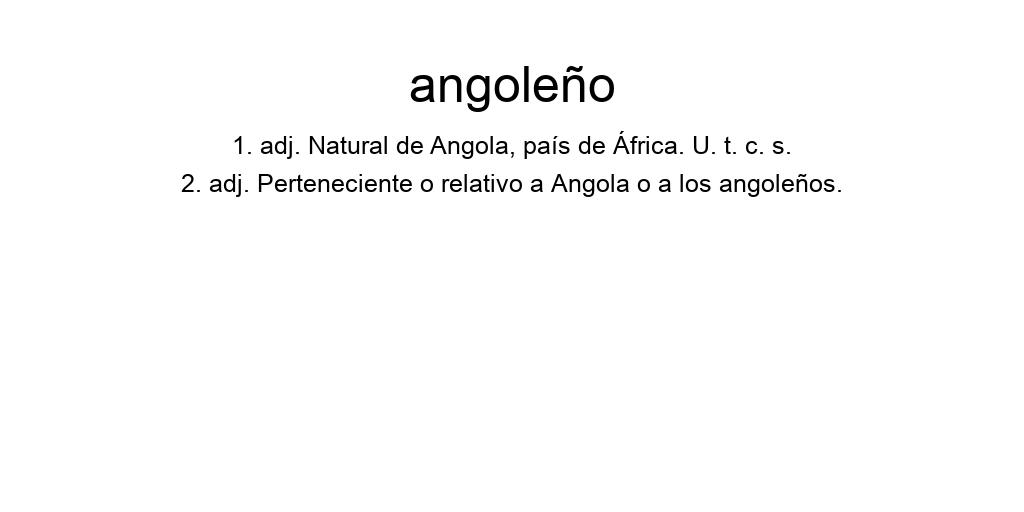 angoleño
1. adj. Natural de Angola, país de África. U. t. c. s.
2. adj. Perteneciente o relativo a Angola o a los angoleños.